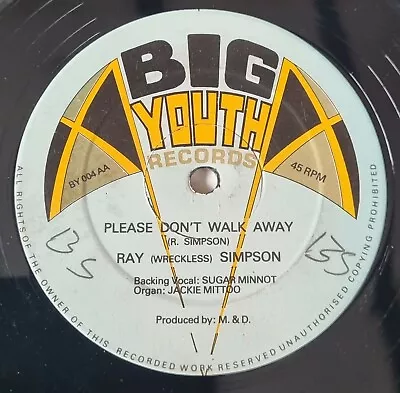 BIG
YOUTH
RECORDS
BY 004 AA
45 RPM
PLEASE DON'T WALK AWAY
(R. SIMPSON)
RAY (WRECKLESS) SIMPSON
Backing Vocal: SUGAR MINNOT
Organ: JACKIE MITTOO
Produced by: M. & D.
ALL RIGHTS OF THE OWNER OF THIS RECORDED WORK RESERVED UNAUTHORISED COPYING PROHIBITED